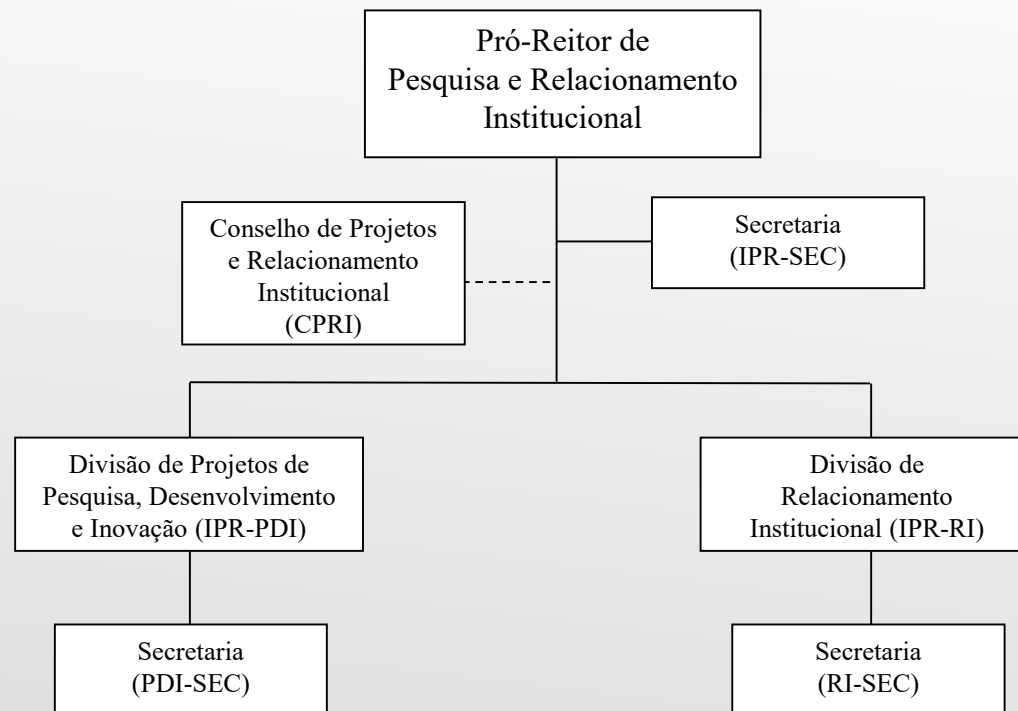 Pró-Reitor de
Pesquisa e Relacionamento
Institucional
Conselho de Projetos
e Relacionamento
Institucional
(CPRI)
Secretaria
(IPR-SEC)
Divisão de Projetos de
Pesquisa, Desenvolvimento
e Inovação (IPR-PDI)
Divisão de
Relacionamento
Institucional (IPR-RI)
Secretaria
(PDI-SEC)
Secretaria
(RI-SEC)